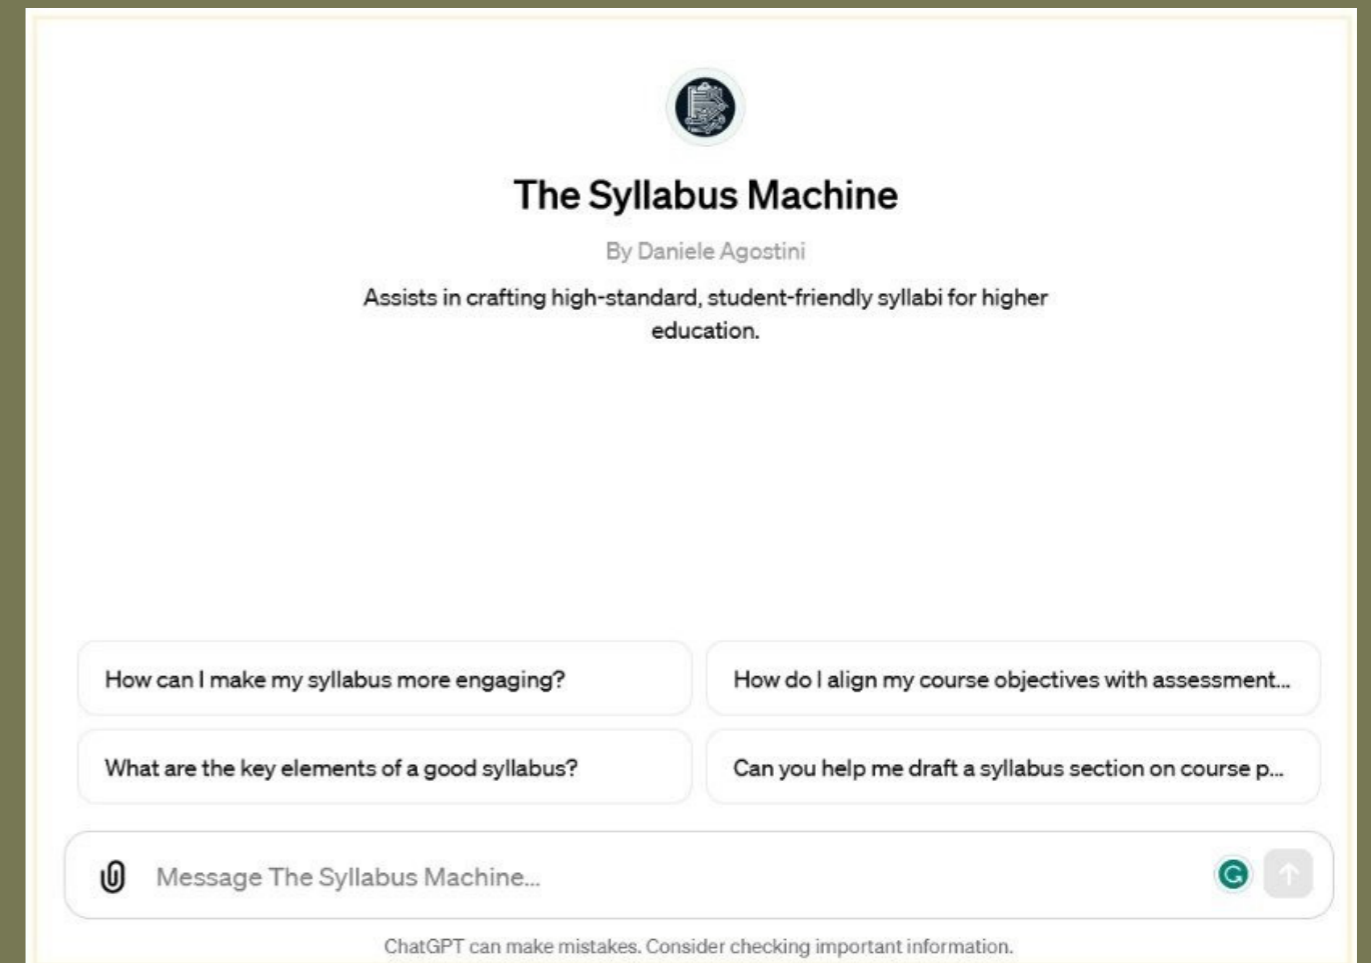 The Syllabus Machine
By Daniele Agostini
Assists in crafting high-standard, student-friendly syllabi for higher
education.
How can I make my syllabus more engaging?
How do I align my course objectives with assessment...
What are the key elements of a good syllabus?
Can you help me draft a syllabus section on course p...
Message The Syllabus Machine...
ChatGPT can make mistakes. Consider checking important information.